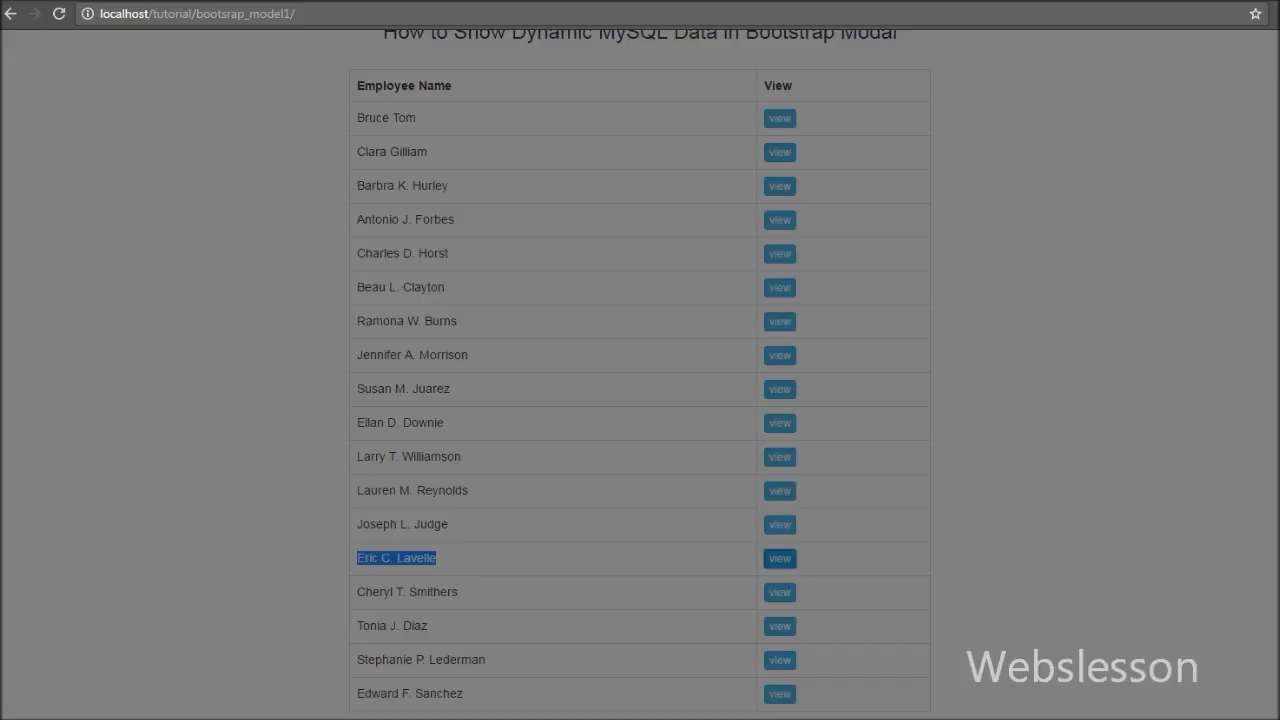 localhost/tutorial/bootsrap_model1/
How to Show Dynamic MySQL Data in Bootstrap Modal
Employee Name View
Bruce Tom view
Clara Gilliam view
Barbra K. Hurley view
Antonio J. Forbes view
Charles D. Horst view
Beau L. Clayton view
Ramona W. Burns view
Jennifer A. Morrison view
Susan M. Juarez view
Ellan D. Downie view
Larry T. Williamson view
Lauren M. Reynolds view
Joseph L. Judge view
Eric C. Lavelle view
Cheryl T. Smithers view
Tonia J. Diaz view
Stephanie P. Lederman view
Edward F. Sanchez view
Webslesson